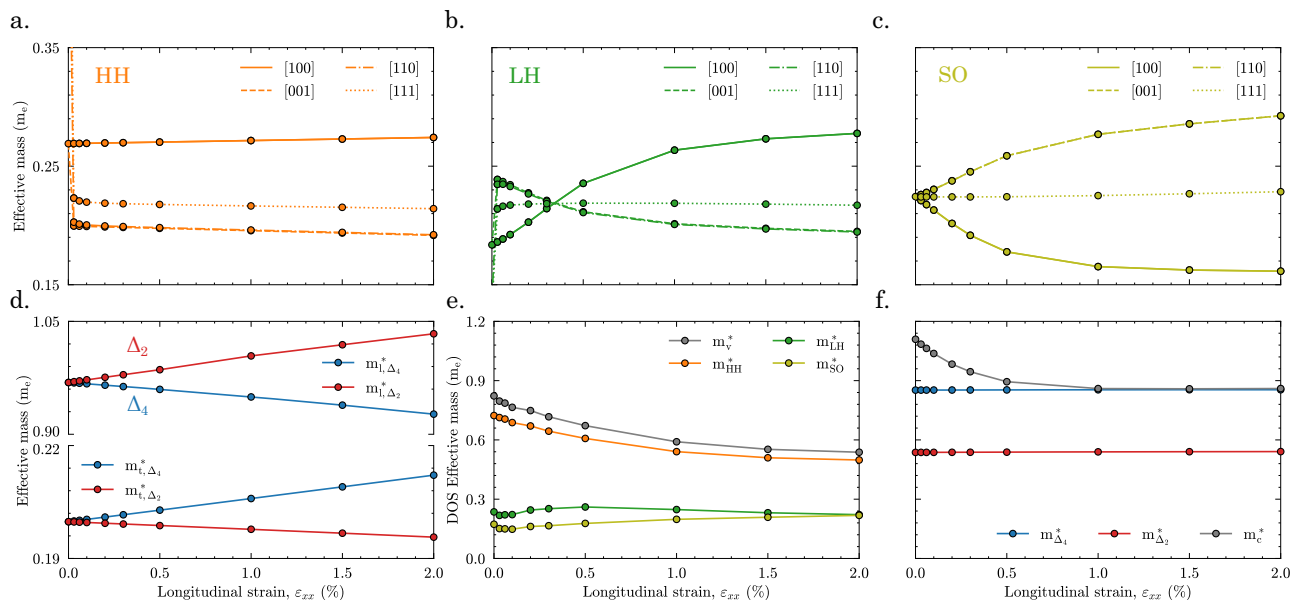 a.
b.
c.
0.35
0.25
0.15
Effective mass (mₑ)
HH
[100]
[110]
[001]
[111]
LH
[100]
[110]
[001]
[111]
SO
[100]
[110]
[001]
[111]
d.
e.
f.
1.05
0.90
0.22
0.19
Effective mass (mₑ)
Δ₂
Δ₄
m*l,Δ₄
m*l,Δ₂
m*t,Δ₄
m*t,Δ₂
0.0 0.5 1.0 1.5 2.0
Longitudinal strain, εxx (%)
1.2
0.9
0.6
0.3
0.0
DOS Effective mass (mₑ)
m*v
m*LH
m*HH
m*SO
0.0 0.5 1.0 1.5 2.0
Longitudinal strain, εxx (%)
m*Δ₄
m*Δ₂
m*c
0.0 0.5 1.0 1.5 2.0
Longitudinal strain, εxx (%)